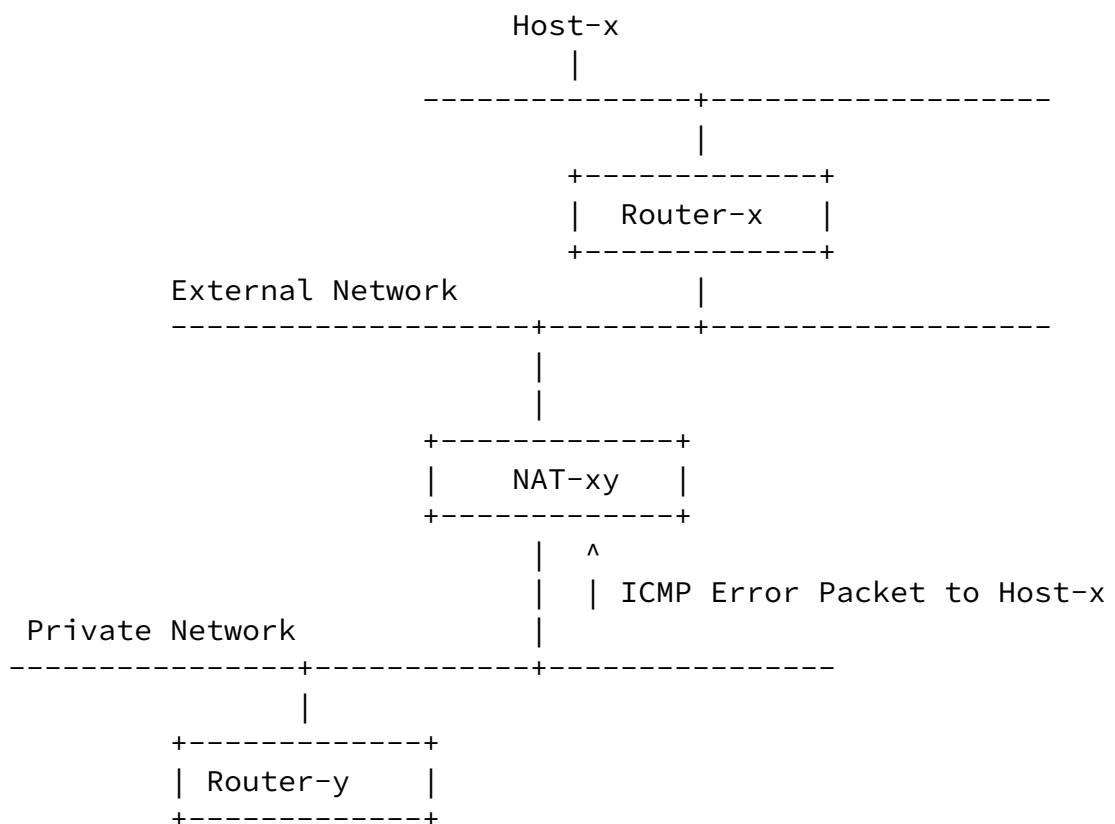 Host-x
Router-x
External Network
NAT-xy
^
ICMP Error Packet to Host-x
Private Network
Router-y